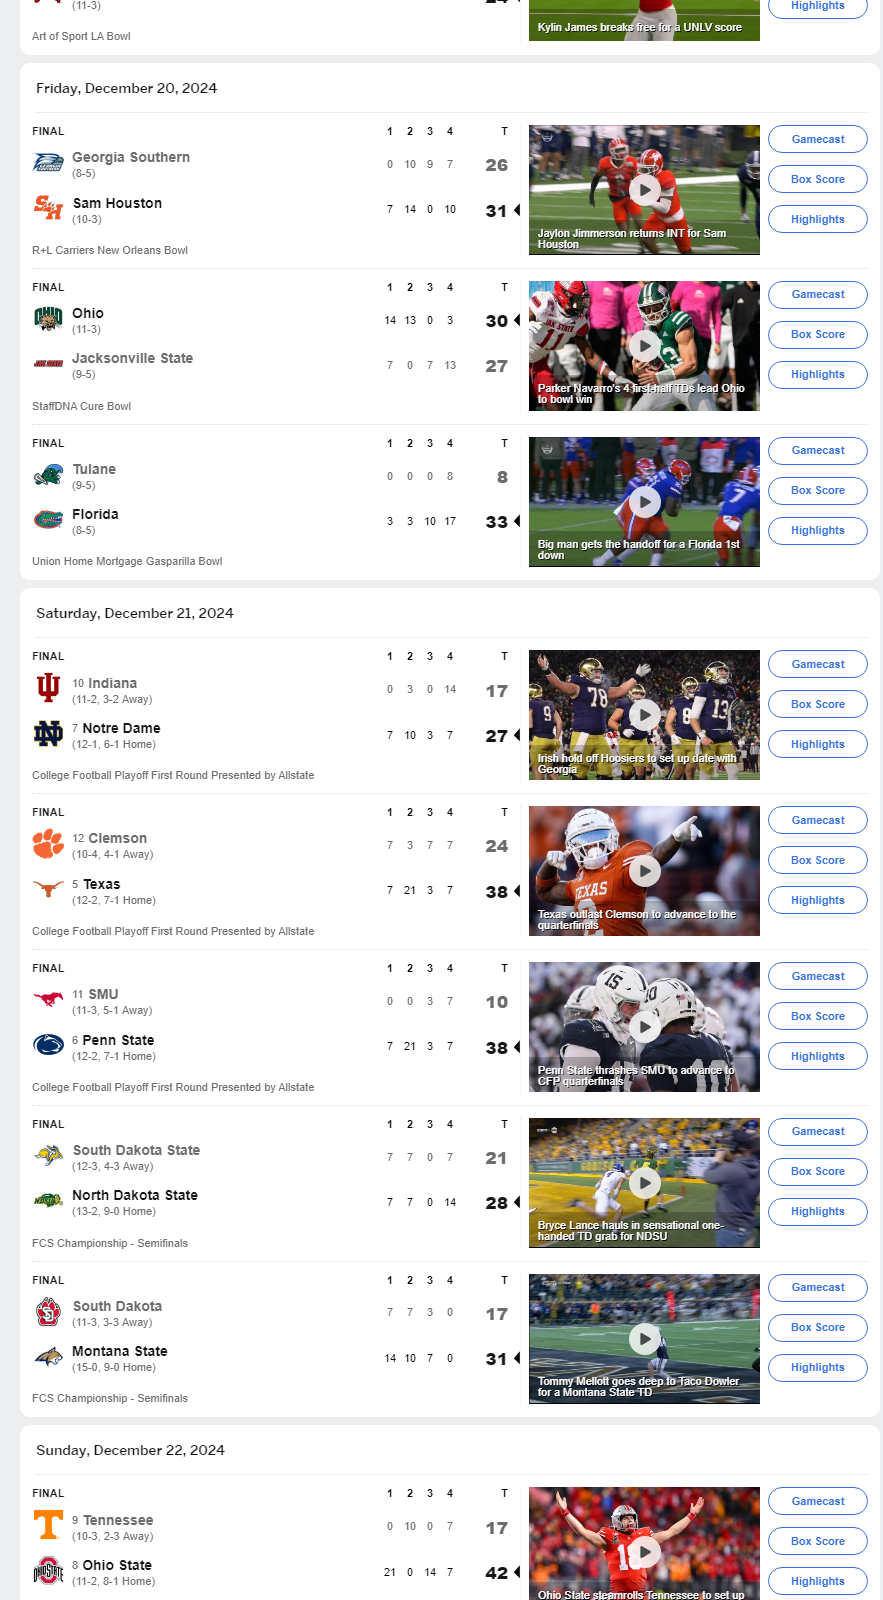 (11-3)
Art of Sport LA Bowl
Kylin James breaks free for a UNLV score
Highlights
Friday, December 20, 2024
FINAL 1 2 3 4 T
Georgia Southern 0 10 9 7 26
(8-5)
Sam Houston 7 14 0 10 31
(10-3)
R+L Carriers New Orleans Bowl
Jaylon Jimmerson returns INT for Sam
Houston
Gamecast
Box Score
Highlights
FINAL 1 2 3 4 T
Ohio 14 13 0 3 30
(11-3)
Jacksonville State 7 0 7 13 27
(9-5)
StaffDNA Cure Bowl
Parker Navarro's 4 first-half TDs lead Ohio
to bowl win
Gamecast
Box Score
Highlights
FINAL 1 2 3 4 T
Tulane 0 0 0 8 8
(9-5)
Florida 3 3 10 17 33
(8-5)
Union Home Mortgage Gasparilla Bowl
Big man gets the handoff for a Florida 1st
down
Gamecast
Box Score
Highlights
Saturday, December 21, 2024
FINAL 1 2 3 4 T
10 Indiana 0 3 0 14 17
(11-2, 3-2 Away)
7 Notre Dame 7 10 3 7 27
(12-1, 6-1 Home)
College Football Playoff First Round Presented by Allstate
Irish hold off Hoosiers to set up date with
Georgia
Gamecast
Box Score
Highlights
FINAL 1 2 3 4 T
12 Clemson 7 3 7 7 24
(10-4, 4-1 Away)
5 Texas 7 21 3 7 38
(12-2, 7-1 Home)
College Football Playoff First Round Presented by Allstate
TEXAS
Texas outlast Clemson to advance to the
quarterfinals
Gamecast
Box Score
Highlights
FINAL 1 2 3 4 T
11 SMU 0 0 3 7 10
(11-3, 5-1 Away)
6 Penn State 7 21 3 7 38
(12-2, 7-1 Home)
College Football Playoff First Round Presented by Allstate
Penn State thrashes SMU to advance to
CFP quarterfinals
Gamecast
Box Score
Highlights
FINAL 1 2 3 4 T
South Dakota State 7 7 0 7 21
(12-3, 4-3 Away)
North Dakota State 7 7 0 14 28
(13-2, 9-0 Home)
FCS Championship - Semifinals
Bryce Lance hauls in sensational one-
handed TD grab for NDSU
Gamecast
Box Score
Highlights
FINAL 1 2 3 4 T
South Dakota 7 7 3 0 17
(11-3, 3-3 Away)
Montana State 14 10 7 0 31
(15-0, 9-0 Home)
FCS Championship - Semifinals
Tommy Mellott goes deep to Taco Dowler
for a Montana State TD
Gamecast
Box Score
Highlights
Sunday, December 22, 2024
FINAL 1 2 3 4 T
9 Tennessee 0 10 0 7 17
(10-3, 2-3 Away)
8 Ohio State 21 0 14 7 42
(11-2, 8-1 Home)
Ohio State steamrolls Tennessee to set up
Gamecast
Box Score
Highlights